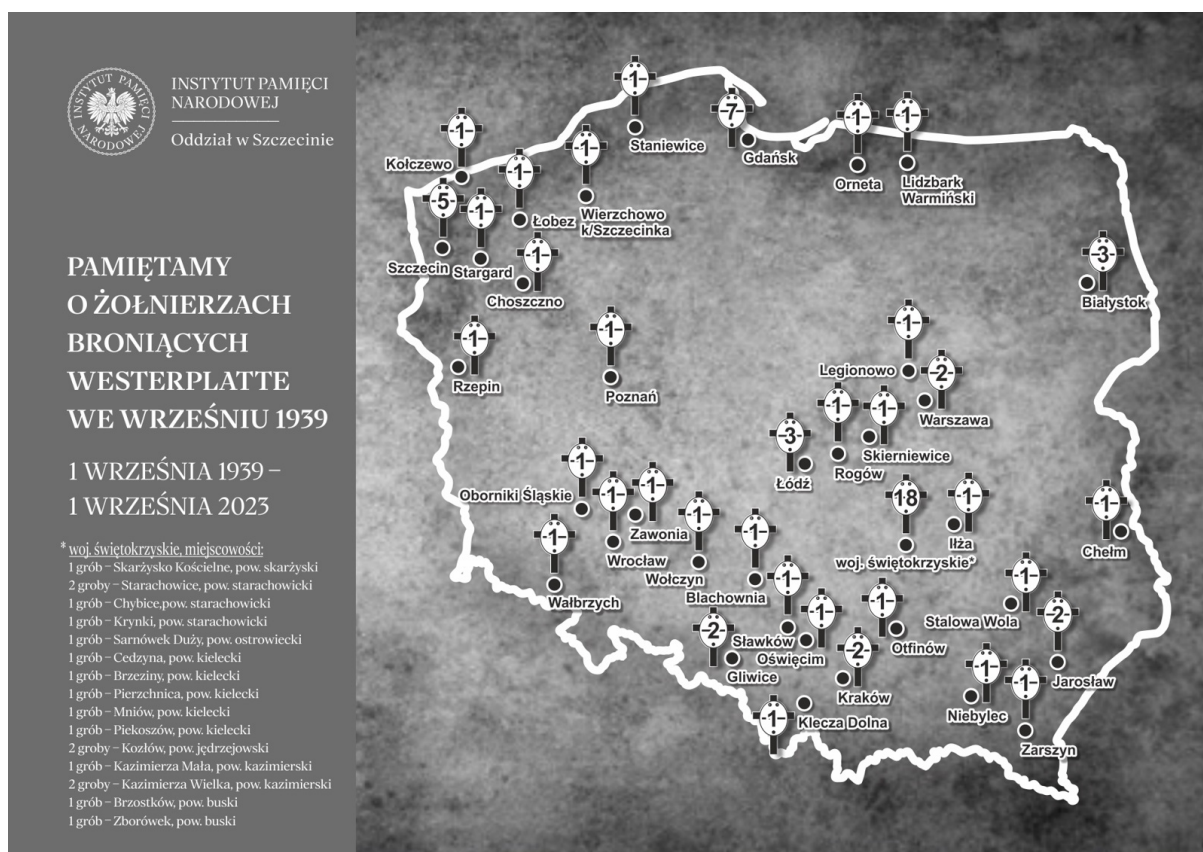 INSTYTUT PAMIĘCI NARODOWEJ
INSTYTUT PAMIĘCI
NARODOWEJ
Oddział w Szczecinie
PAMIĘTAMY
O ŻOŁNIERZACH
BRONIĄCYCH
WESTERPLATTE
WE WRZEŚNIU 1939
1 WRZEŚNIA 1939 –
1 WRZEŚNIA 2023
* woj. świętokrzyskie, miejscowości:
1 grób – Skarżysko Kościelne, pow. skarżyski
2 groby – Starachowice, pow. starachowicki
1 grób – Chybice,pow. starachowicki
1 grób – Krynki, pow. starachowicki
1 grób – Sarnówek Duży, pow. ostrowiecki
1 grób – Cedzyna, pow. kielecki
1 grób – Brzeziny, pow. kielecki
1 grób – Pierzchnica, pow. kielecki
1 grób – Mniów, pow. kielecki
1 grób – Piekoszów, pow. kielecki
2 groby – Kozłów, pow. jędrzejowski
1 grób – Kazimierza Mała, pow. kazimierski
2 groby – Kazimierza Wielka, pow. kazimierski
1 grób – Brzostków, pow. buski
1 grób – Zborówek, pow. buski
-1-
Kołczewo
-5-
Szczecin
-1-
Stargard
-1-
Łobez
-1-
Choszczno
-1-
Wierzchowo
k/Szczecinka
-1-
Staniewice
-7-
Gdańsk
-1-
Orneta
-1-
Lidzbark
Warmiński
-3-
Białystok
-1-
Rzepin
-1-
Poznań
-1-
Legionowo
-2-
Warszawa
-3-
Łódź
-1-
Rogów
-1-
Skierniewice
-1-
Oborniki Śląskie
-1-
Wrocław
-1-
Zawonia
-1-
Wołczyn
-1-
Blachownia
18
woj. świętokrzyskie*
-1-
Iłża
-1-
Chełm
-1-
Wałbrzych
-2-
Gliwice
-1-
Sławków
-1-
Oświęcim
-2-
Kraków
-1-
Otfinów
-1-
Stalowa Wola
-2-
Jarosław
-1-
Niebylec
-1-
Zarszyn
-1-
Klecza Dolna